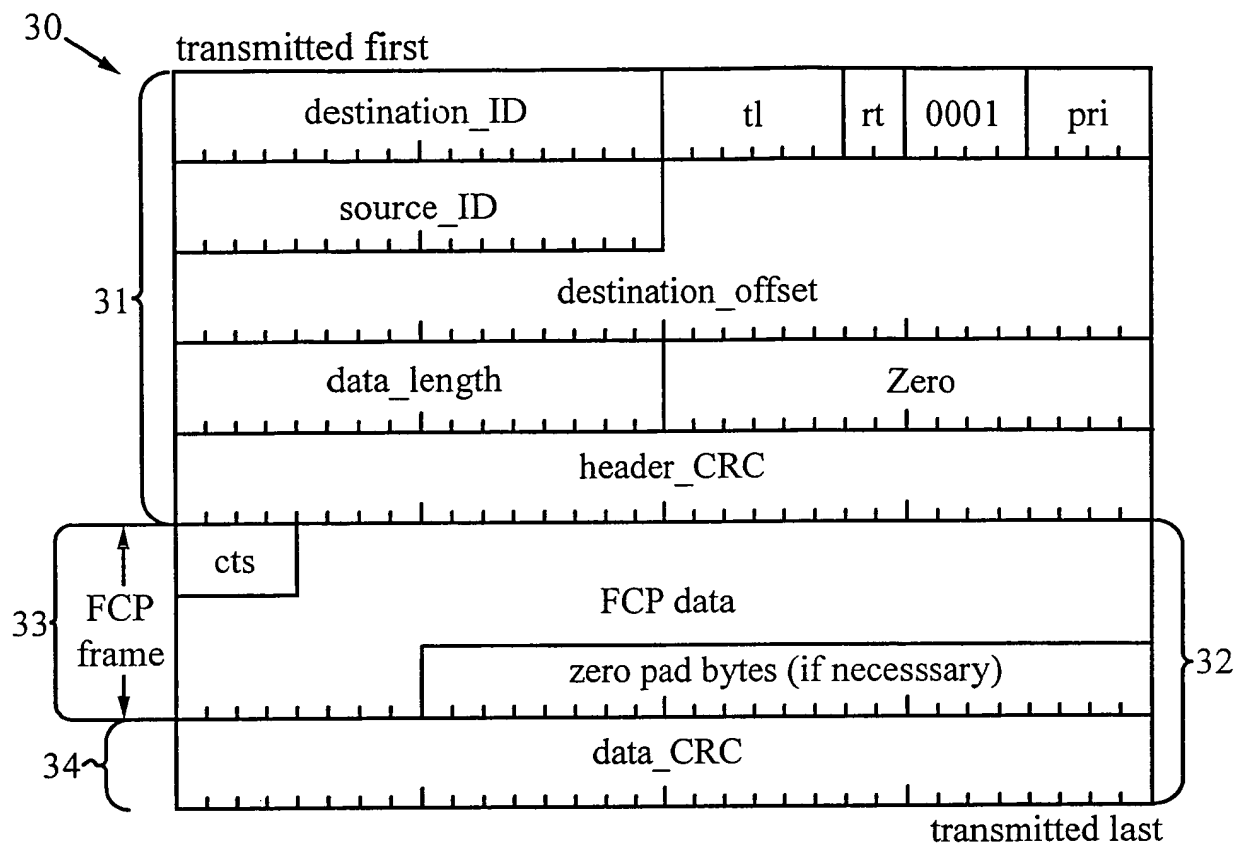 30
transmitted first
destination_ID tl rt 0001 pri
source_ID
31
destination_offset
data_length Zero
header_CRC
cts
33
FCP
frame
FCP data
zero pad bytes (if necesssary)
32
34
data_CRC
transmitted last